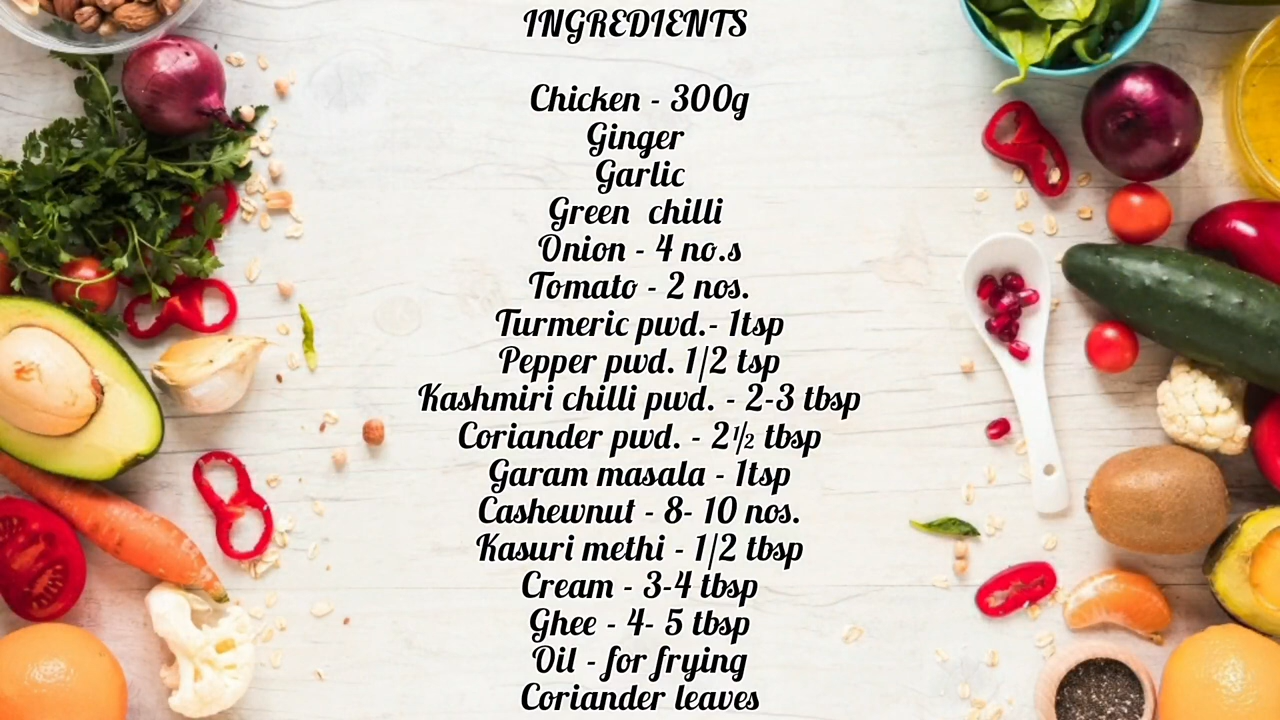 INGREDIENTS
Chicken - 300g
Ginger
Garlic
Green chilli
Onion - 4 no.s
Tomato - 2 nos.
Turmeric pwd.- 1tsp
Pepper pwd. 1/2 tsp
Kashmiri chilli pwd. - 2-3 tbsp
Coriander pwd. - 2½ tbsp
Garam masala - 1tsp
Cashewnut - 8- 10 nos.
Kasuri methi - 1/2 tbsp
Cream - 3-4 tbsp
Ghee - 4- 5 tbsp
Oil - for frying
Coriander leaves